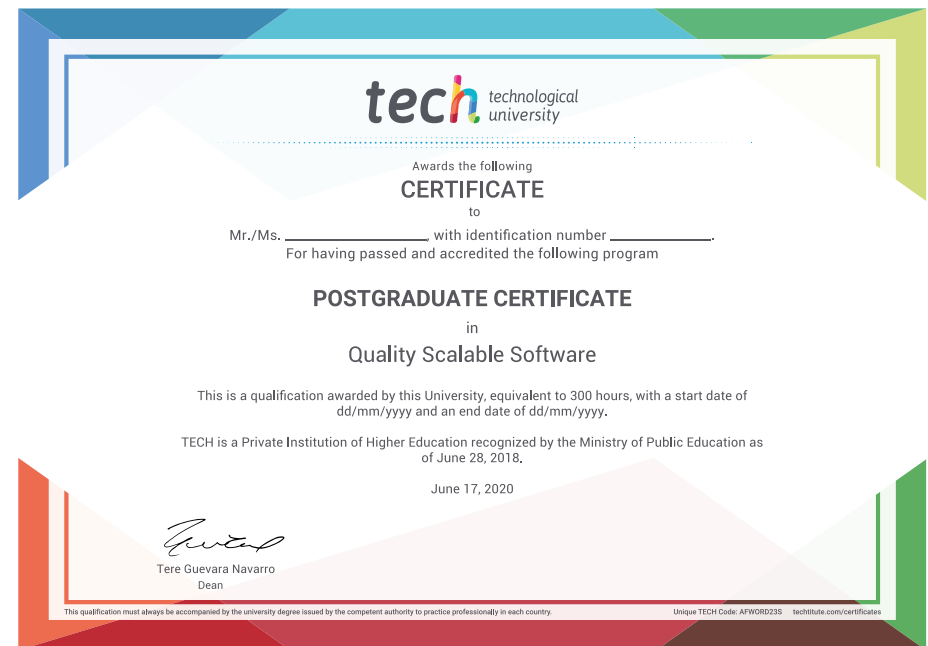 tech technological
university
Awards the following
CERTIFICATE
to
Mr./Ms. ____________________, with identification number ______________.
For having passed and accredited the following program
POSTGRADUATE CERTIFICATE
in
Quality Scalable Software
This is a qualification awarded by this University, equivalent to 300 hours, with a start date of
dd/mm/yyyy and an end date of dd/mm/yyyy.
TECH is a Private Institution of Higher Education recognized by the Ministry of Public Education as
of June 28, 2018.
June 17, 2020
Tere Guevara Navarro
Dean
This qualification must always be accompanied by the university degree issued by the competent authority to practice professionally in each country.
Unique TECH Code: AFWORD23S techtitute.com/certificates